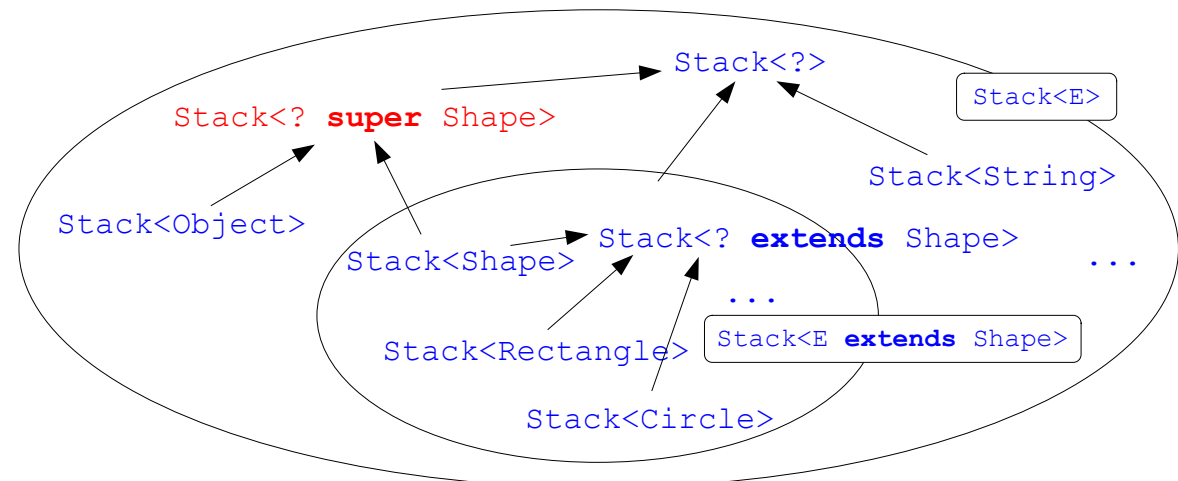 Stack<?>
Stack<E>
Stack<? super Shape>
Stack<String>
Stack<Object>
Stack<? extends Shape>
Stack<Shape>
...
...
Stack<E extends Shape>
Stack<Rectangle>
Stack<Circle>